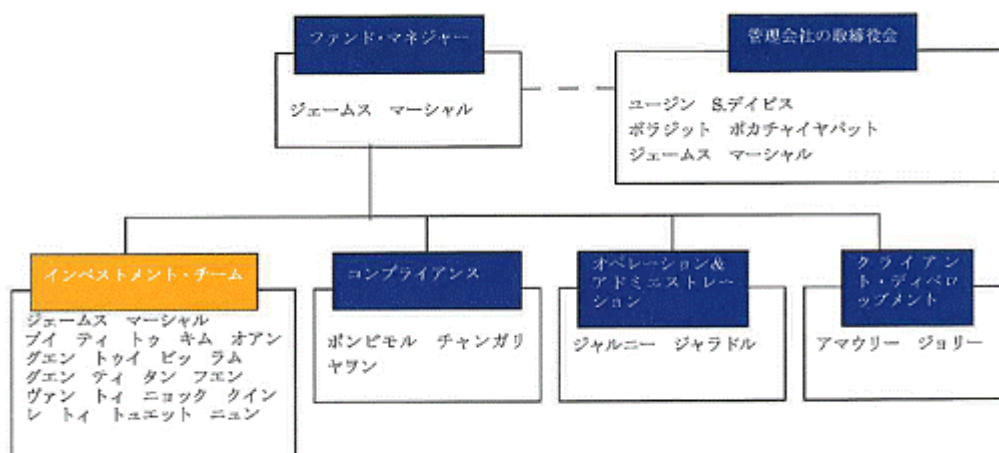 ファンド・マネジャー
ジェームス マーシャル
管理会社の取締役会
ユージン S.デイビス
ボラジット ボカチャイヤパット
ジェームス マーシャル
インベストメント・チーム
ジェームス マーシャル
ブイ ティ トゥ キム オアン
グエン トゥイ ビッ ラム
グエン ティ タン フエン
ヴァン トィ ニョック クイン
レ トィ トュエット ニュン
コンプライアンス
ポンピモル チャンガリ
ヤワン
オペレーション&
アドミニストレー
ション
ジャルニー ジャラドル
クライアン
ト・ディベロ
ップメント
アマウリー ジョリー